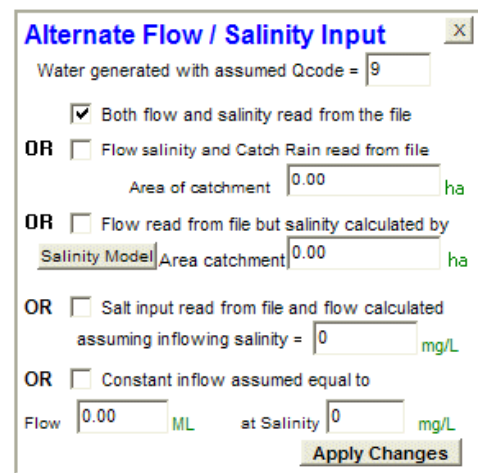 Alternate Flow / Salinity Input X
Water generated with assumed Qcode = 9
Both flow and salinity read from the file
OR Flow salinity and Catch Rain read from file
Area of catchment 0.00 ha
OR Flow read from file but salinity calculated by
Salinity Model Area catchment 0.00 ha
OR Salt input read from file and flow calculated
assuming inflowing salinity = 0 mg/L
OR Constant inflow assumed equal to
Flow 0.00 ML at Salinity 0 mg/L
Apply Changes